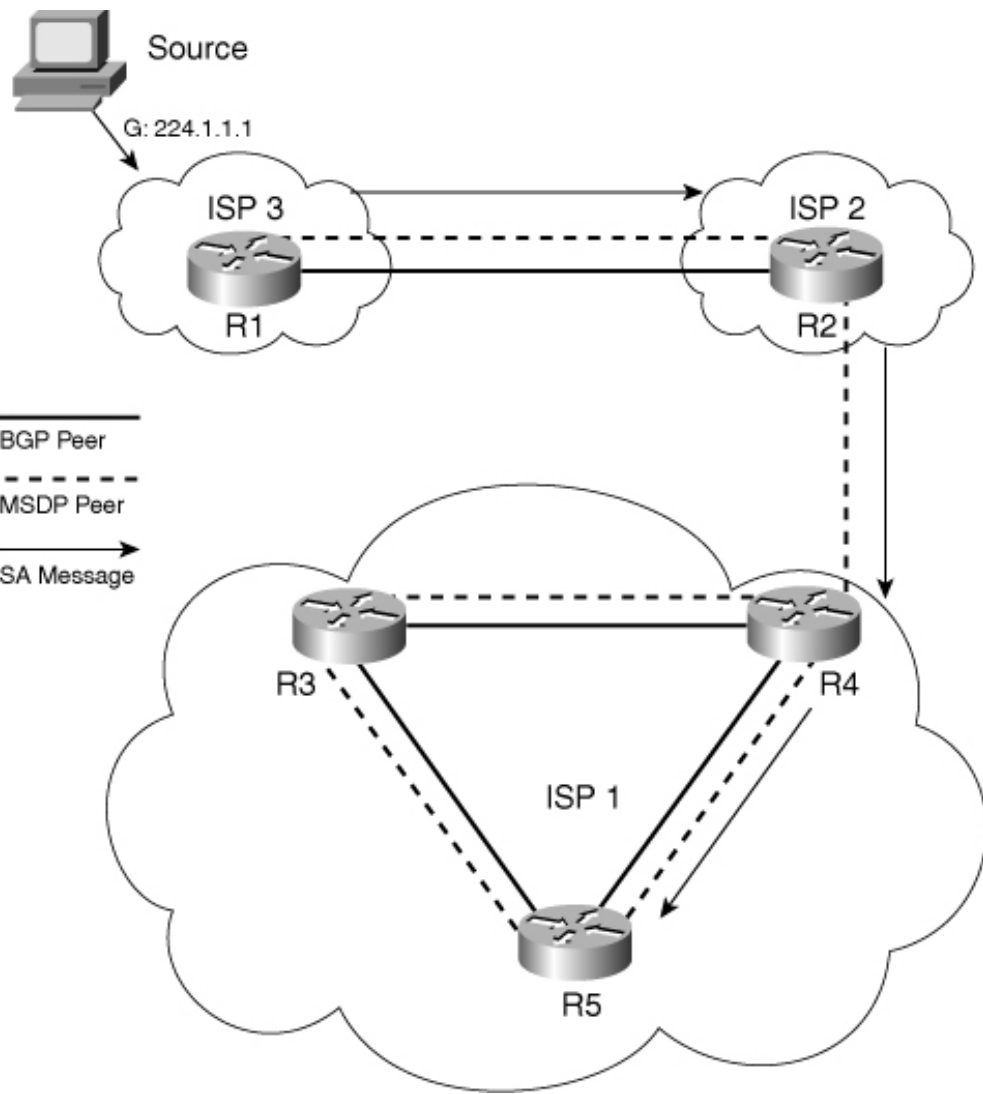 Source
G: 224.1.1.1
ISP 3
ISP 2
R1
R2
BGP Peer
MSDP Peer
SA Message
R3
R4
ISP 1
R5